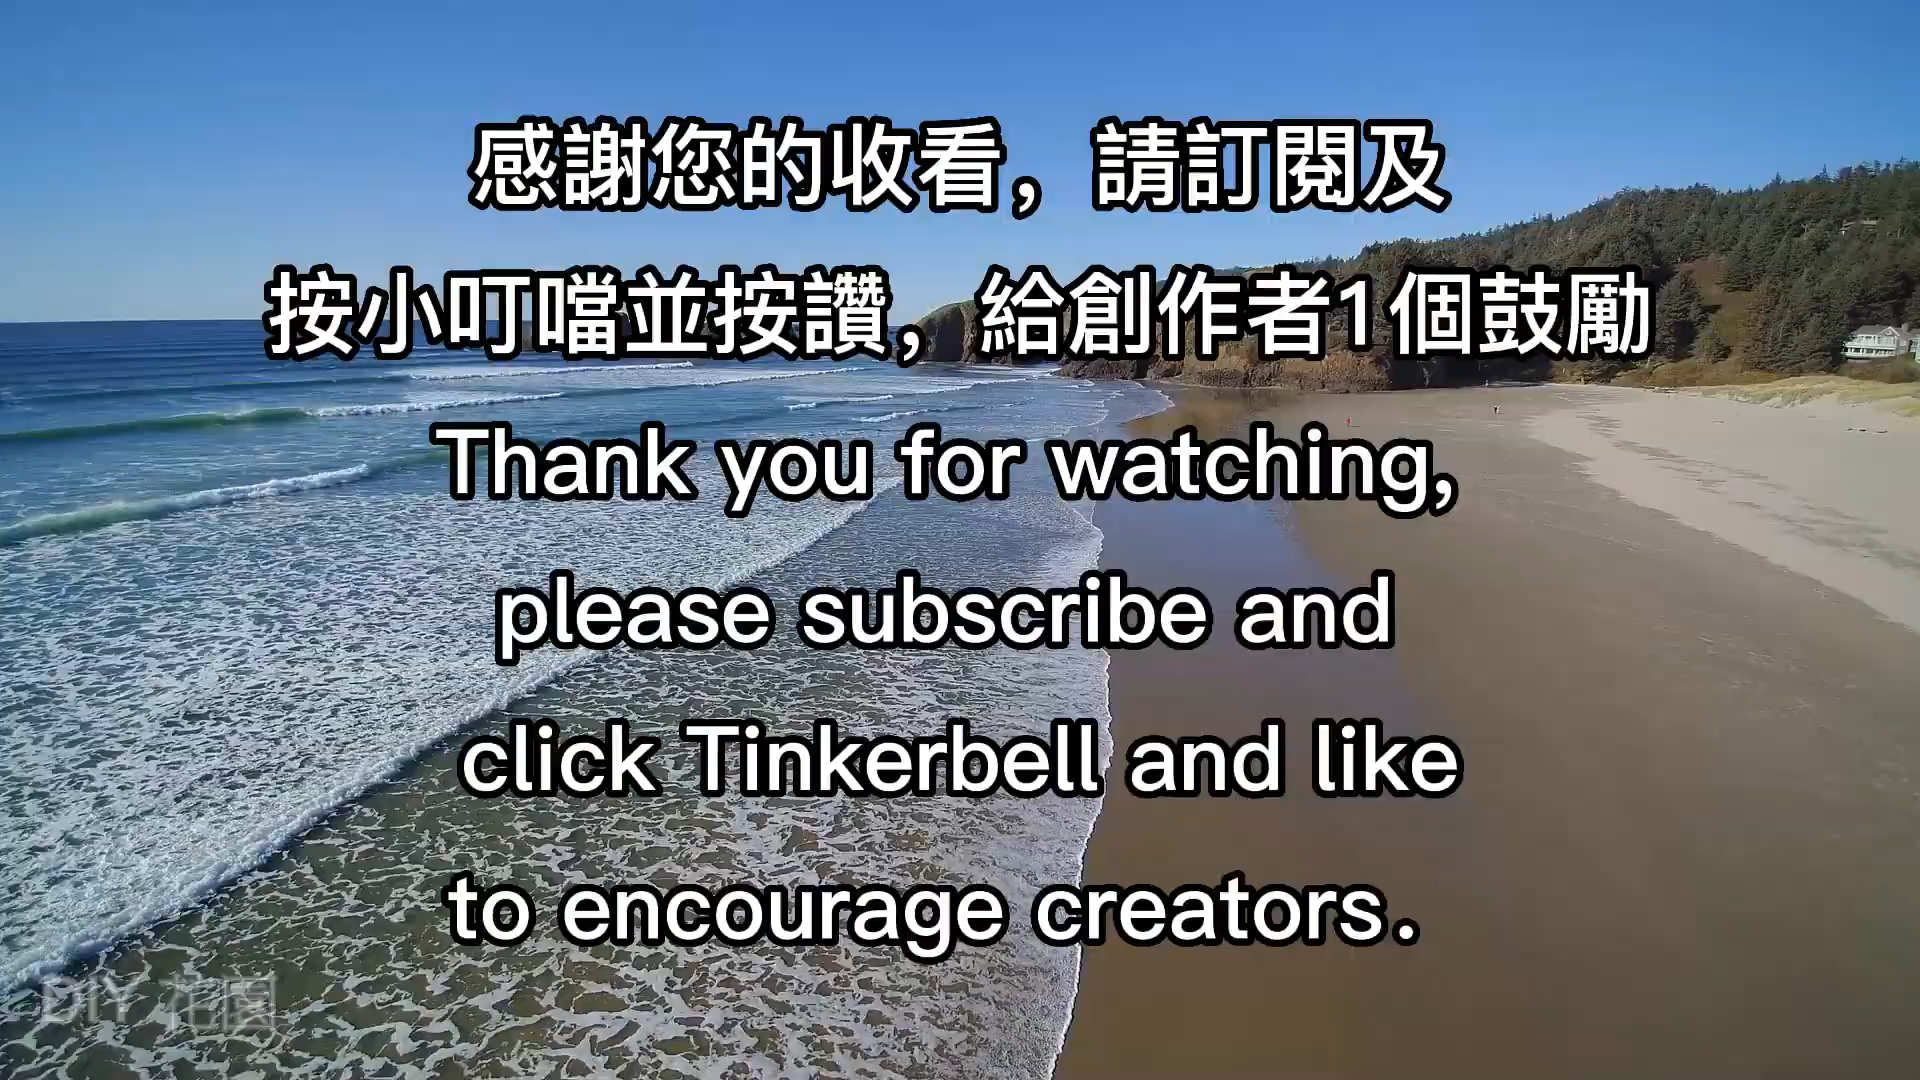 感謝您的收看，請訂閱及
按小叮噹並按讚，給創作者1個鼓勵
Thank you for watching,
please subscribe and
click Tinkerbell and like
to encourage creators.
DIY 花園